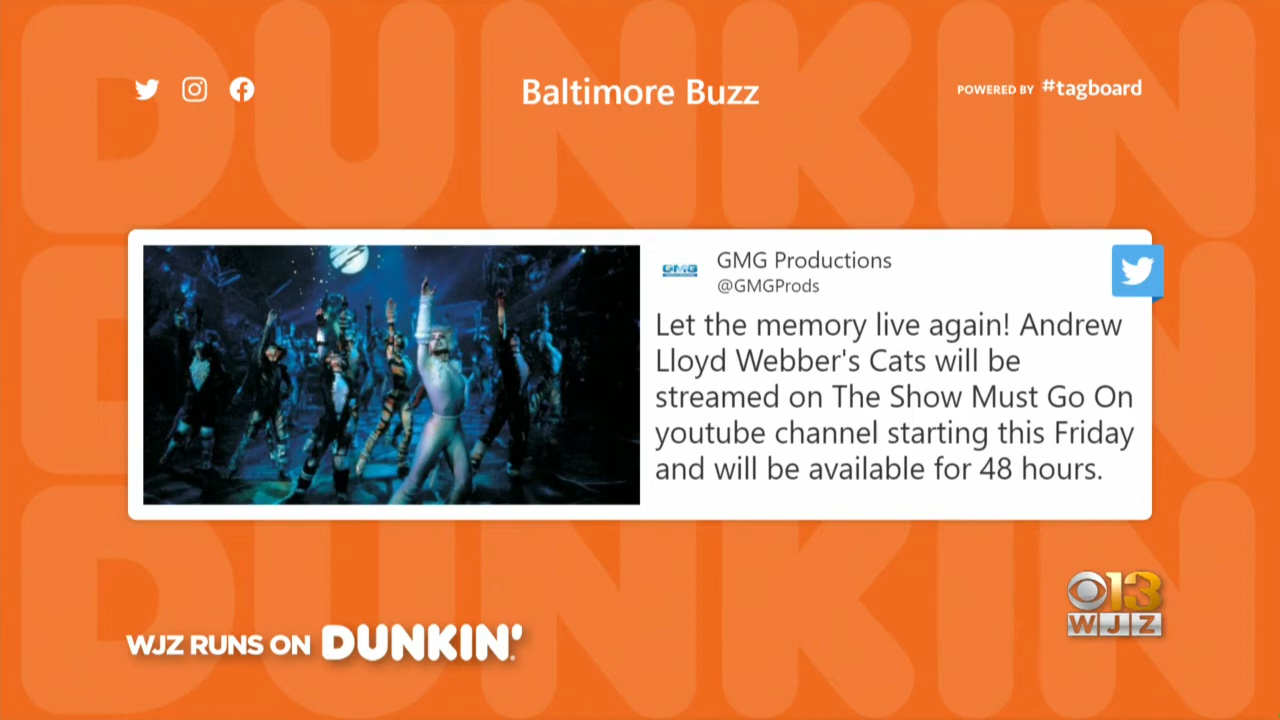 Baltimore Buzz
POWERED BY #tagboard
GMG
GMG Productions
@GMGProds
Let the memory live again! Andrew
Lloyd Webber's Cats will be
streamed on The Show Must Go On
youtube channel starting this Friday
and will be available for 48 hours.
WJZ RUNS ON DUNKIN'
13
WJZ
DUNKIN
DUNKIN
DUNKIN